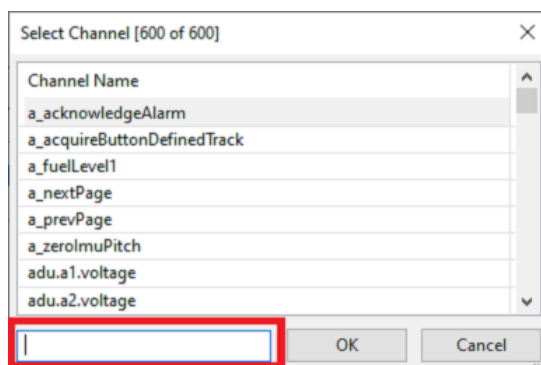 Select Channel [600 of 600]
Channel Name
a_acknowledgeAlarm
a_acquireButtonDefinedTrack
a_fuelLevel1
a_nextPage
a_prevPage
a_zeroImuPitch
adu.a1.voltage
adu.a2.voltage
OK Cancel